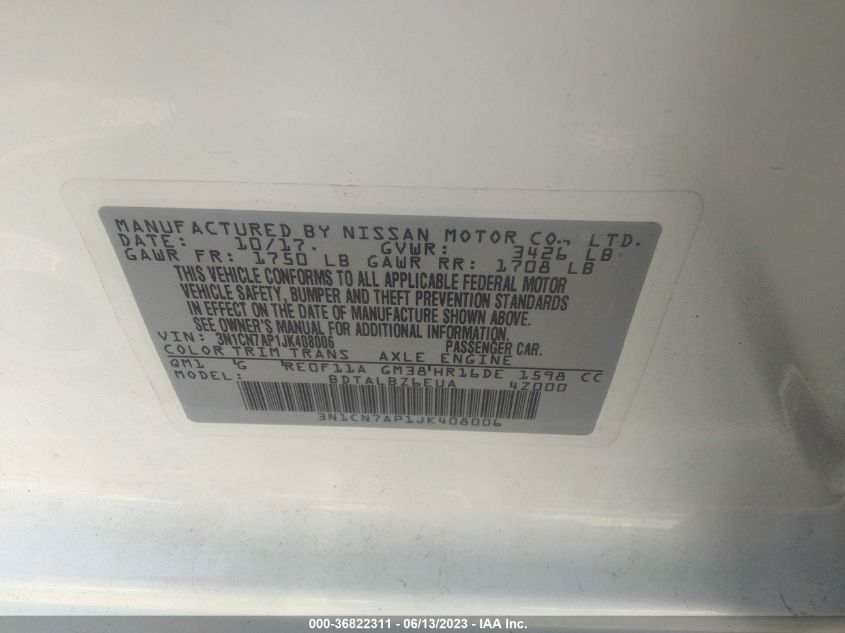 MANUFACTURED BY NISSAN MOTOR CO., LTD.
DATE: 10/17. GVWR: 3426 LB
GAWR FR: 1750 LB GAWR RR: 1708 LB
THIS VEHICLE CONFORMS TO ALL APPLICABLE FEDERAL MOTOR
VEHICLE SAFETY, BUMPER AND THEFT PREVENTION STANDARDS
IN EFFECT ON THE DATE OF MANUFACTURE SHOWN ABOVE.
SEE OWNER'S MANUAL FOR ADDITIONAL INFORMATION.
VIN: 3N1CN7AP1JK408006 PASSENGER CAR.
COLOR TRIM TRANS AXLE ENGINE
QM1 G RE0F11A GM38 HR16DE 1598 CC
MODEL: BDTALBZ6EUA 4Z000
3N1CN7AP1JK408006
000-36822311 - 06/13/2023 - IAA Inc.